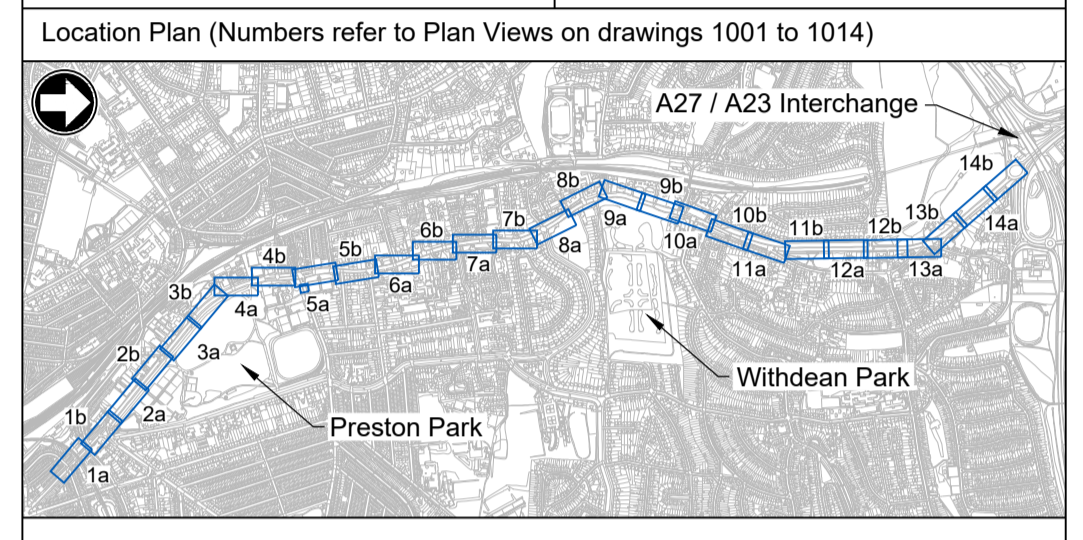 Location Plan (Numbers refer to Plan Views on drawings 1001 to 1014)
A27 / A23 Interchange
14b
8b
9b
13b
10b
7b
9a
12b
14a
6b
11b
8a
10a
5b
4b
7a
11a
12a
13a
6a
3b
5a
4a
2b
3a
Withdean Park
1b
2a
Preston Park
1a